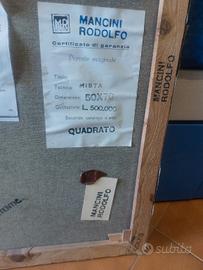 MR
MANCINI
RODOLFO
Certificato di garanzia
Titolo
Tecnica MISTA
Dimensione 50X70
Quotazione L. 500.000
QUADRATO
MANCINI
RODOLFO
MANCINI
RODOLFO
subito